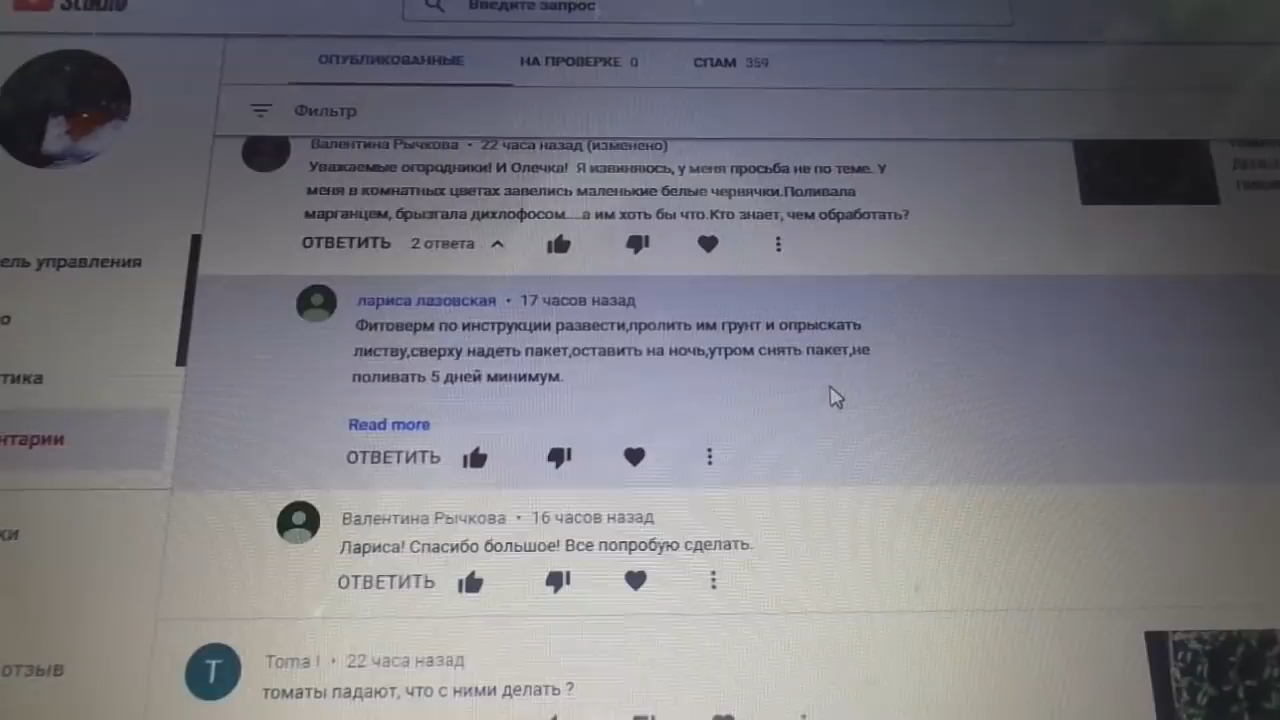 Studio
Введите запрос
ОПУБЛИКОВАННЫЕ
НА ПРОВЕРКЕ 0
СПАМ 359
Фильтр
Валентина Рычкова • 22 часа назад (изменено)
Уважаемые огородники! И Олечка! Я извиняюсь, у меня просьба не по теме. У
меня в комнатных цветах завелись маленькие белые червячки.Поливала
марганцем, брызгала дихлофосом....а им хоть бы что.Кто знает, чем обработать?
ОТВЕТИТЬ 2 ответа
ель управления
о
тика
нтарии
ки
отзыв
лариса лазовская • 17 часов назад
Фитоверм по инструкции развести,пролить им грунт и опрыскать
листву,сверху надеть пакет,оставить на ночь,утром снять пакет,не
поливать 5 дней минимум.
Read more
ОТВЕТИТЬ
Валентина Рычкова • 16 часов назад
Лариса! Спасибо большое! Все попробую сделать.
ОТВЕТИТЬ
T
Toma I • 22 часа назад
томаты падают, что с ними делать ?